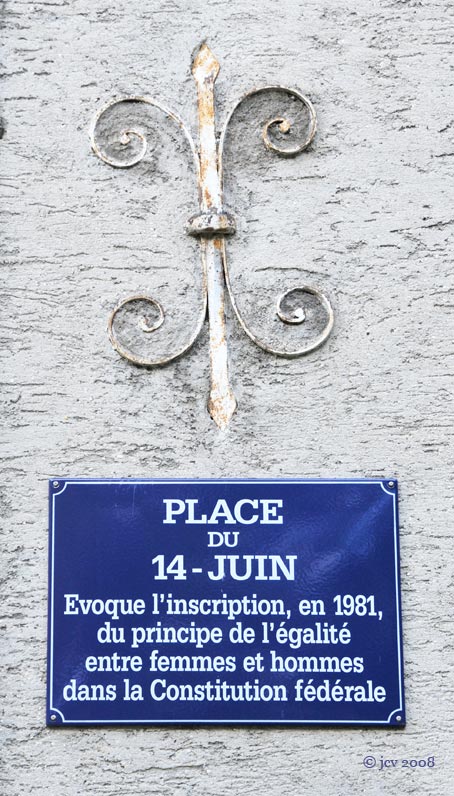 PLACE
DU
14-JUIN
Evoque l'inscription, en 1981,
du principe de l'égalité
entre femmes et hommes
dans la Constitution fédérale
© jcv 2008